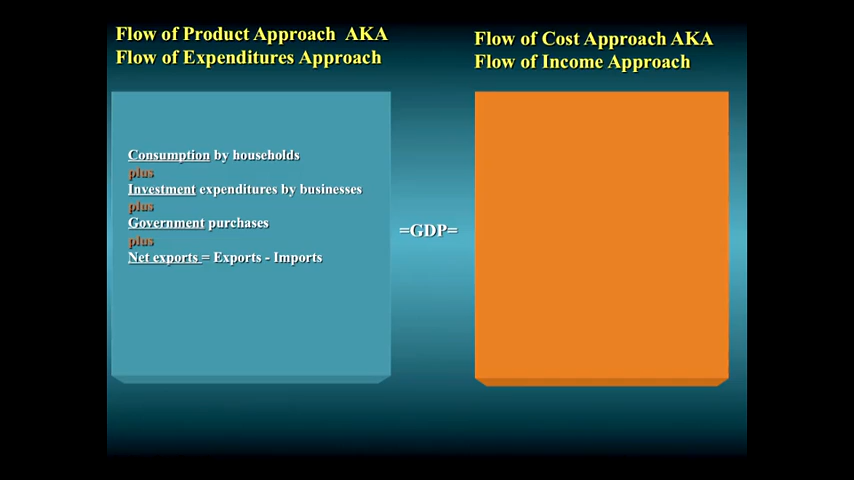 Flow of Product Approach AKA
Flow of Expenditures Approach
Flow of Cost Approach AKA
Flow of Income Approach
Consumption by households
plus
Investment expenditures by businesses
plus
Government purchases
plus
Net exports = Exports - Imports
=GDP=